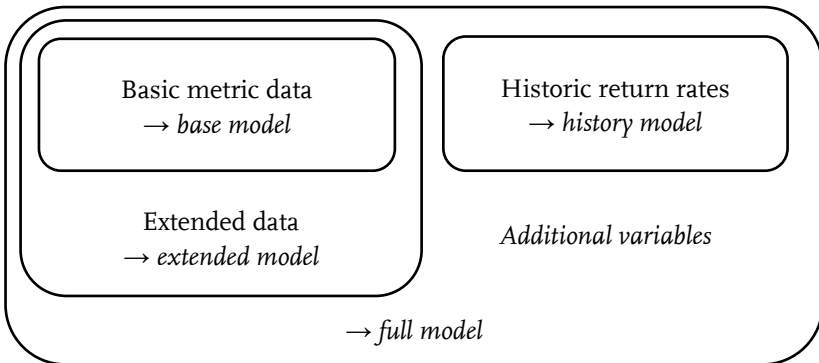 Basic metric data
→ base model
Historic return rates
→ history model
Extended data
→ extended model
Additional variables
→ full model